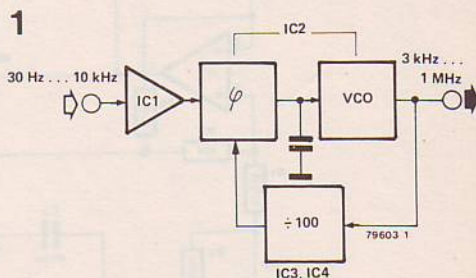 1
IC2
3 kHz ...
1 MHz
30 Hz ... 10 kHz
IC1
φ
VCO
÷100
79603 1
IC3, IC4